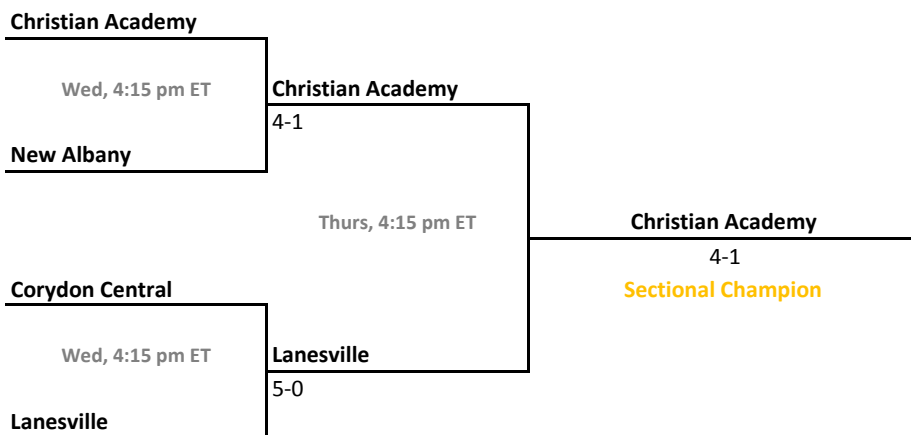 Christian Academy
Wed, 4:15 pm ET
Christian Academy
4-1
New Albany
Thurs, 4:15 pm ET
Christian Academy
4-1
Sectional Champion
Corydon Central
Wed, 4:15 pm ET
Lanesville
5-0
Lanesville